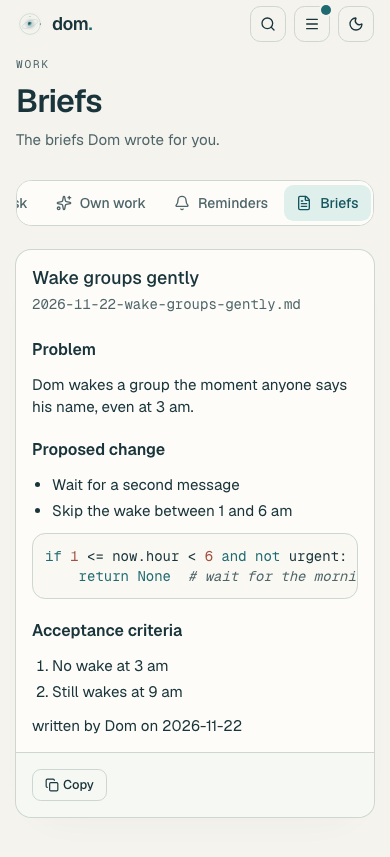 dom.
WORK
Briefs
The briefs Dom wrote for you.
sk Own work Reminders Briefs
Wake groups gently
2026-11-22-wake-groups-gently.md
Problem
Dom wakes a group the moment anyone says
his name, even at 3 am.
Proposed change
• Wait for a second message
• Skip the wake between 1 and 6 am
if 1 <= now.hour < 6 and not urgent:
    return None  # wait for the morni
Acceptance criteria
1. No wake at 3 am
2. Still wakes at 9 am
written by Dom on 2026-11-22
Copy